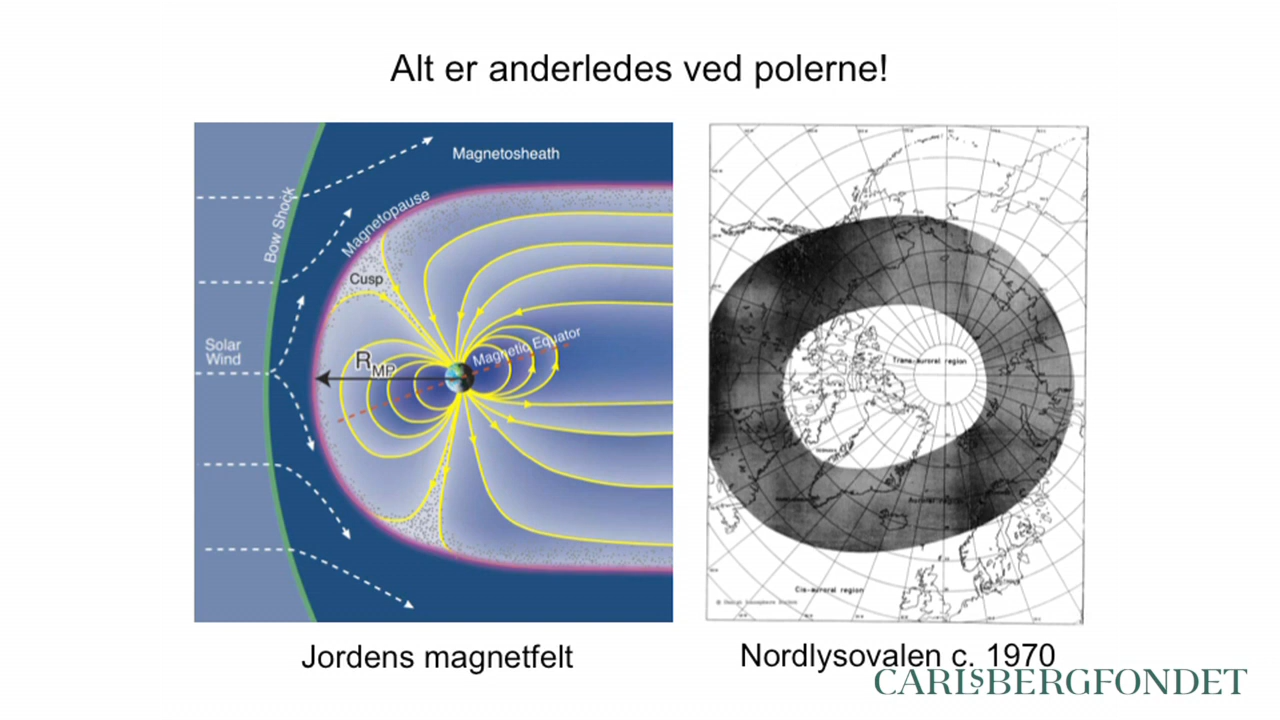 Alt er anderledes ved polerne!
Magnetosheath
Bow Shock
Magnetopause
Cusp
Solar
Wind
RMP
Magnetic Equator
Trans-auroral region
Cis-auroral region
Jordens magnetfelt
Nordlysovalen c. 1970
CARLSBERGFONDET